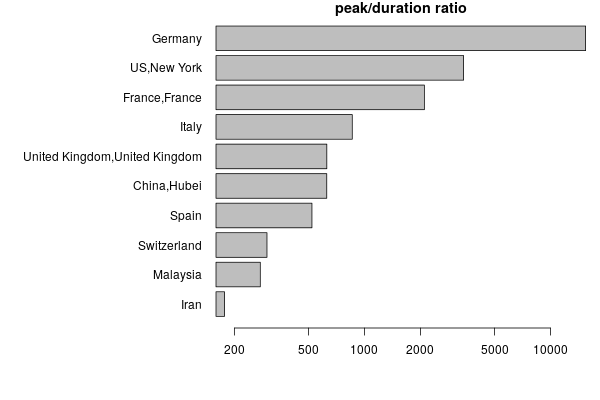 peak/duration ratio
Germany
US,New York
France,France
Italy
United Kingdom,United Kingdom
China,Hubei
Spain
Switzerland
Malaysia
Iran
200 500 1000 2000 5000 10000